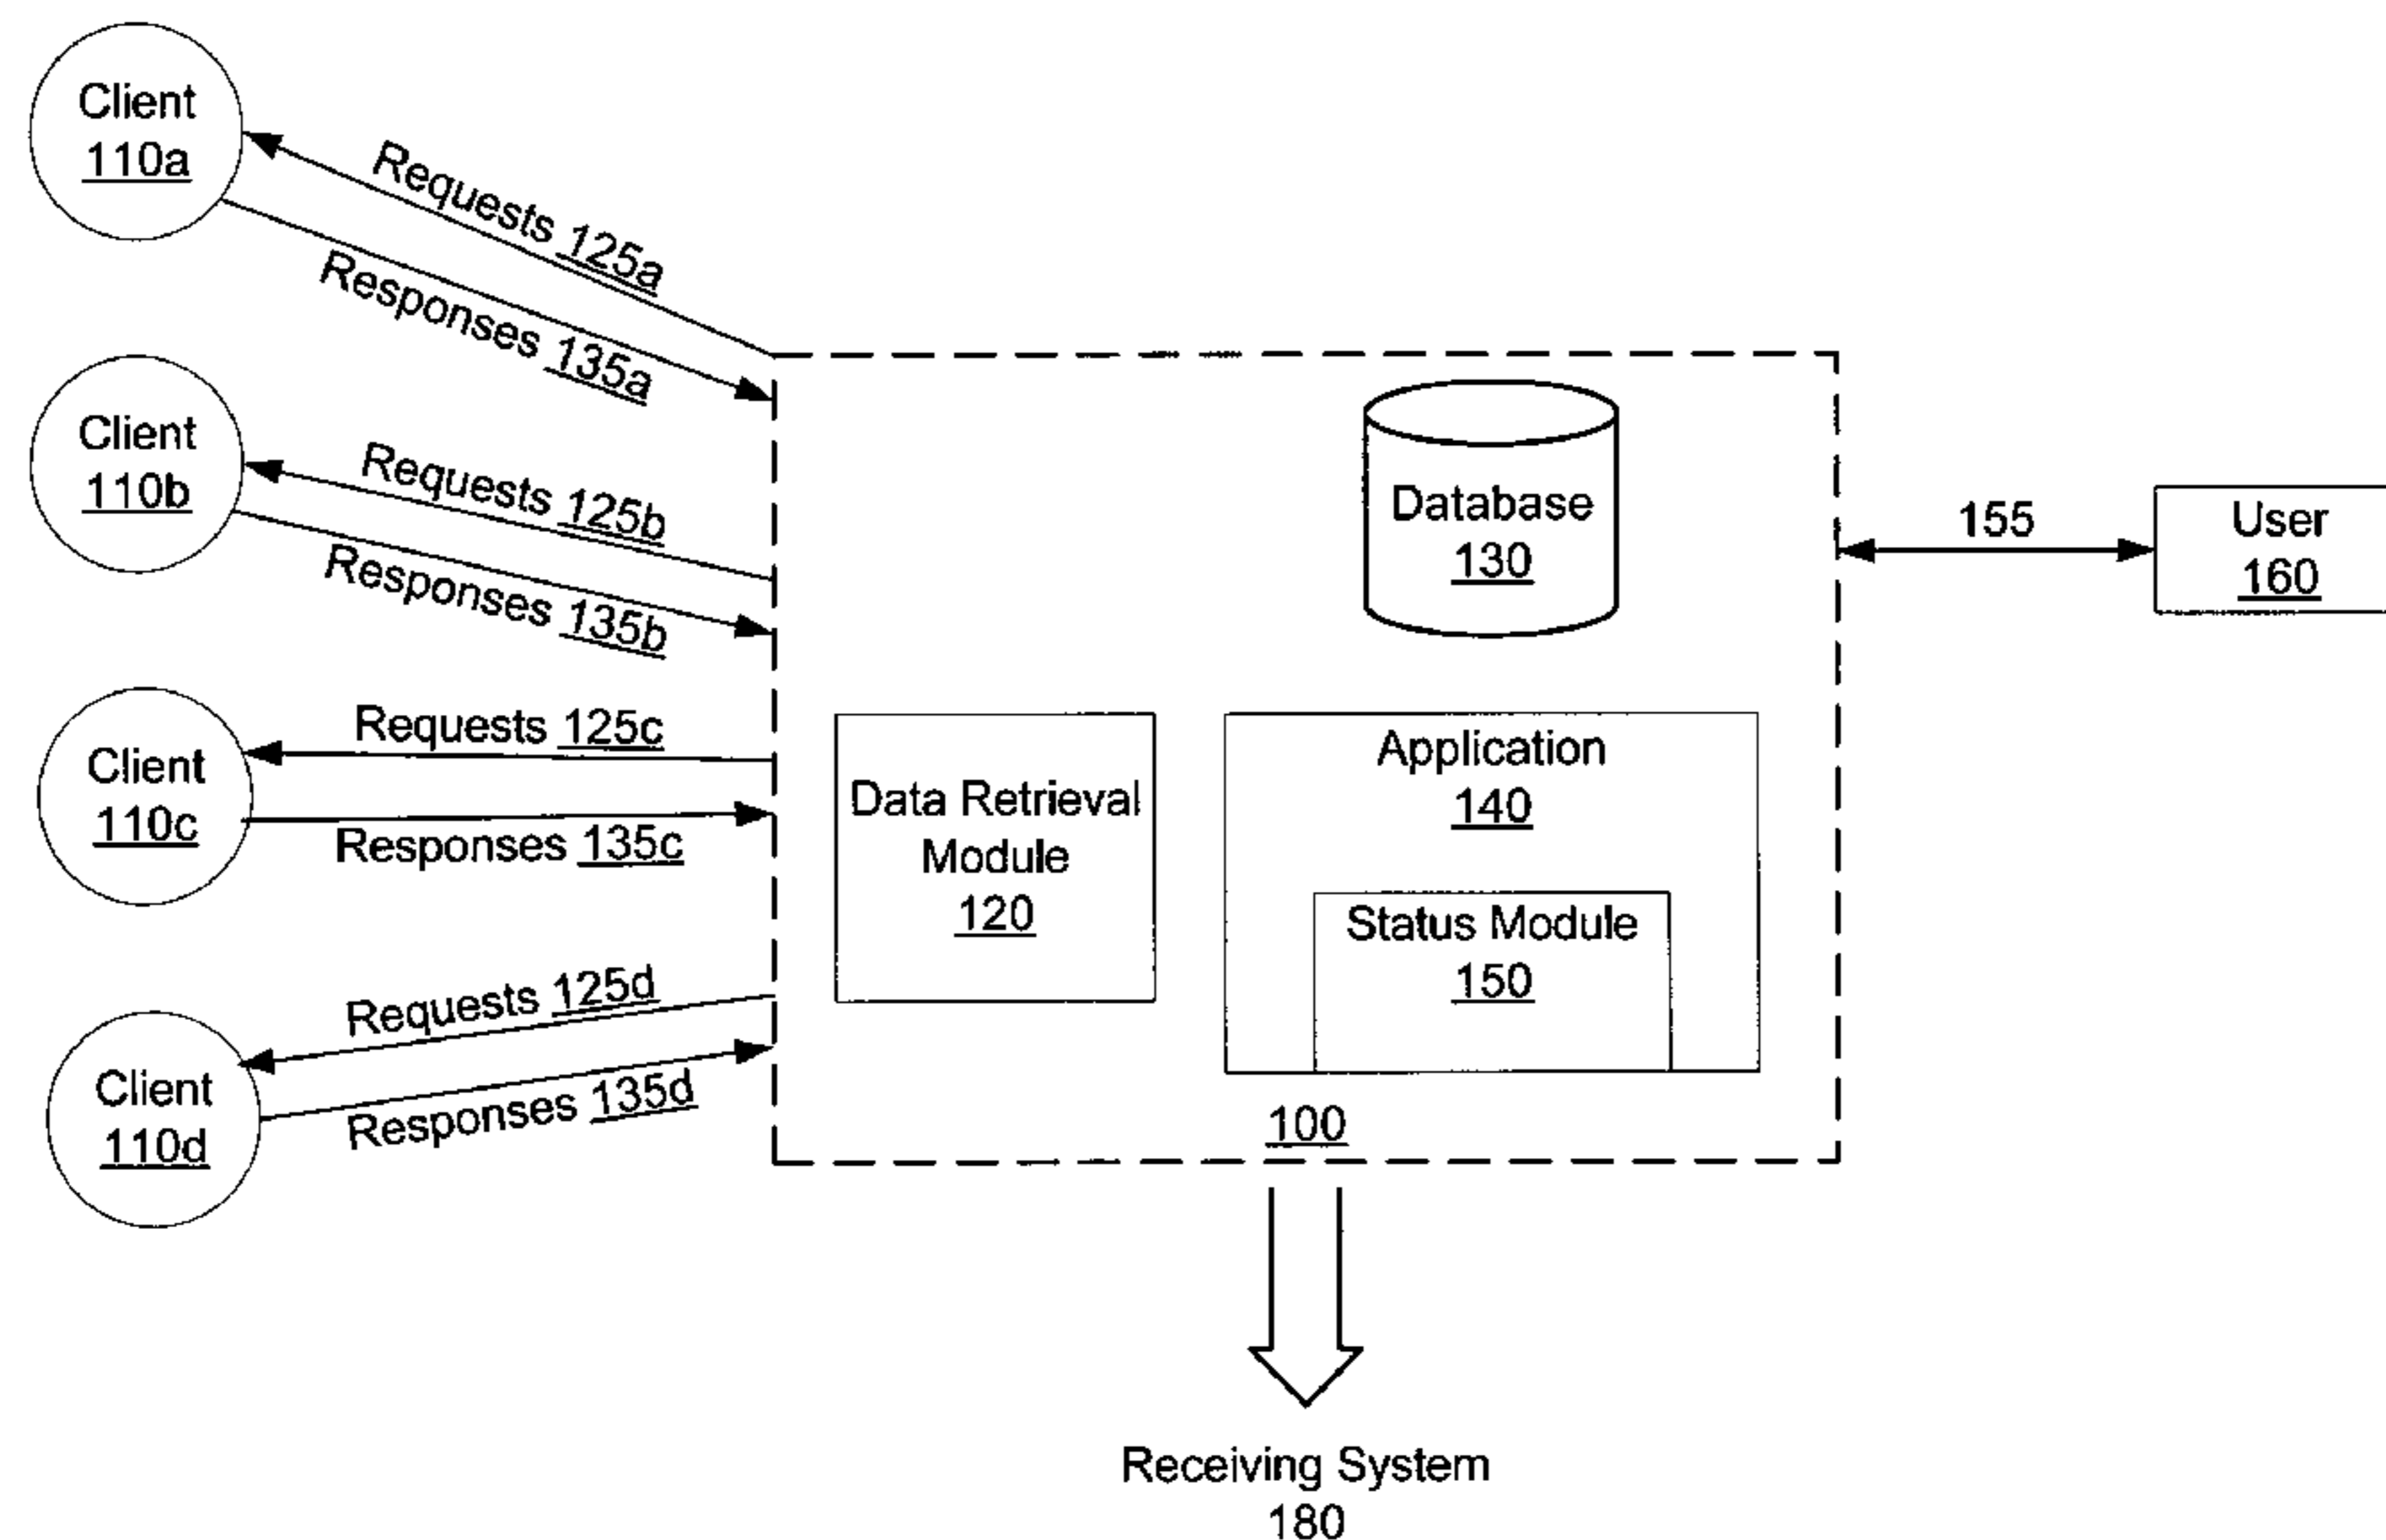 Client
110a
Requests 125a
Responses 135a
Client
110b
Requests 125b
Responses 135b
Client
110c
Requests 125c
Responses 135c
Client
110d
Requests 125d
Responses 135d
Database
130
Data Retrieval
Module
120
Application
140
Status Module
150
100
155
User
160
Receiving System
180